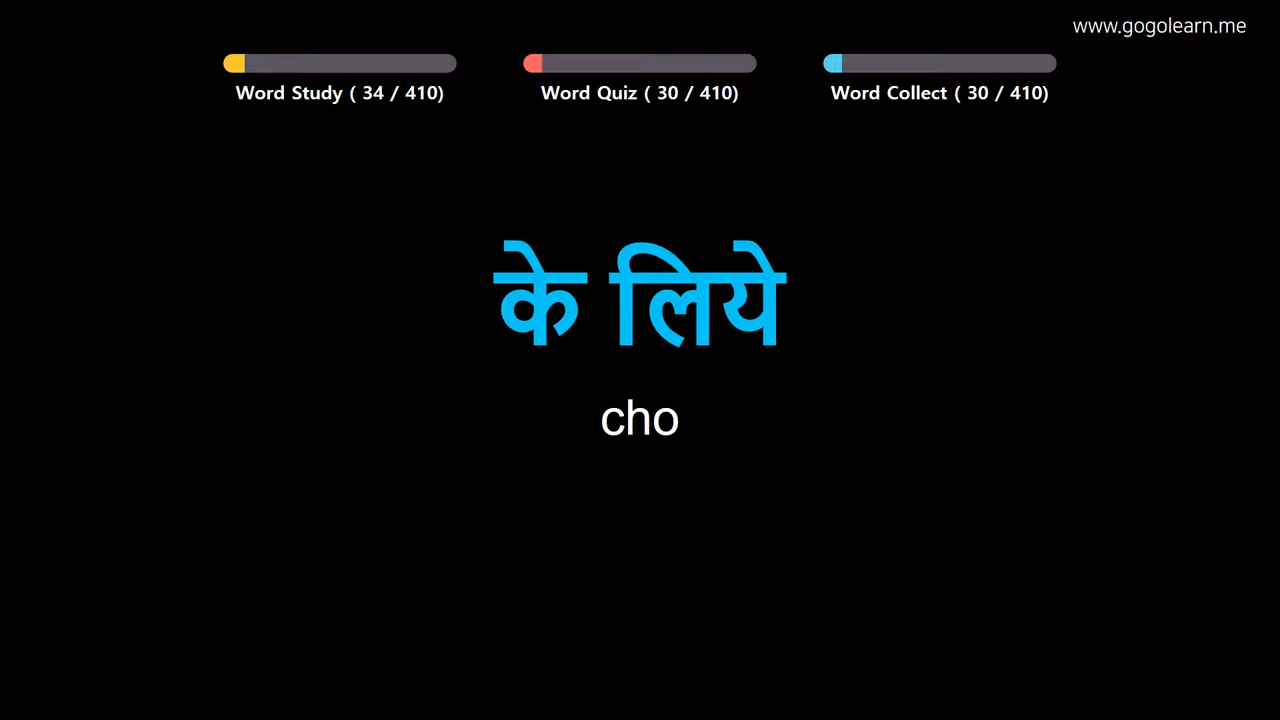 www.gogolearn.me
Word Study ( 34 / 410)
Word Quiz ( 30 / 410)
Word Collect ( 30 / 410)
के लिये
cho